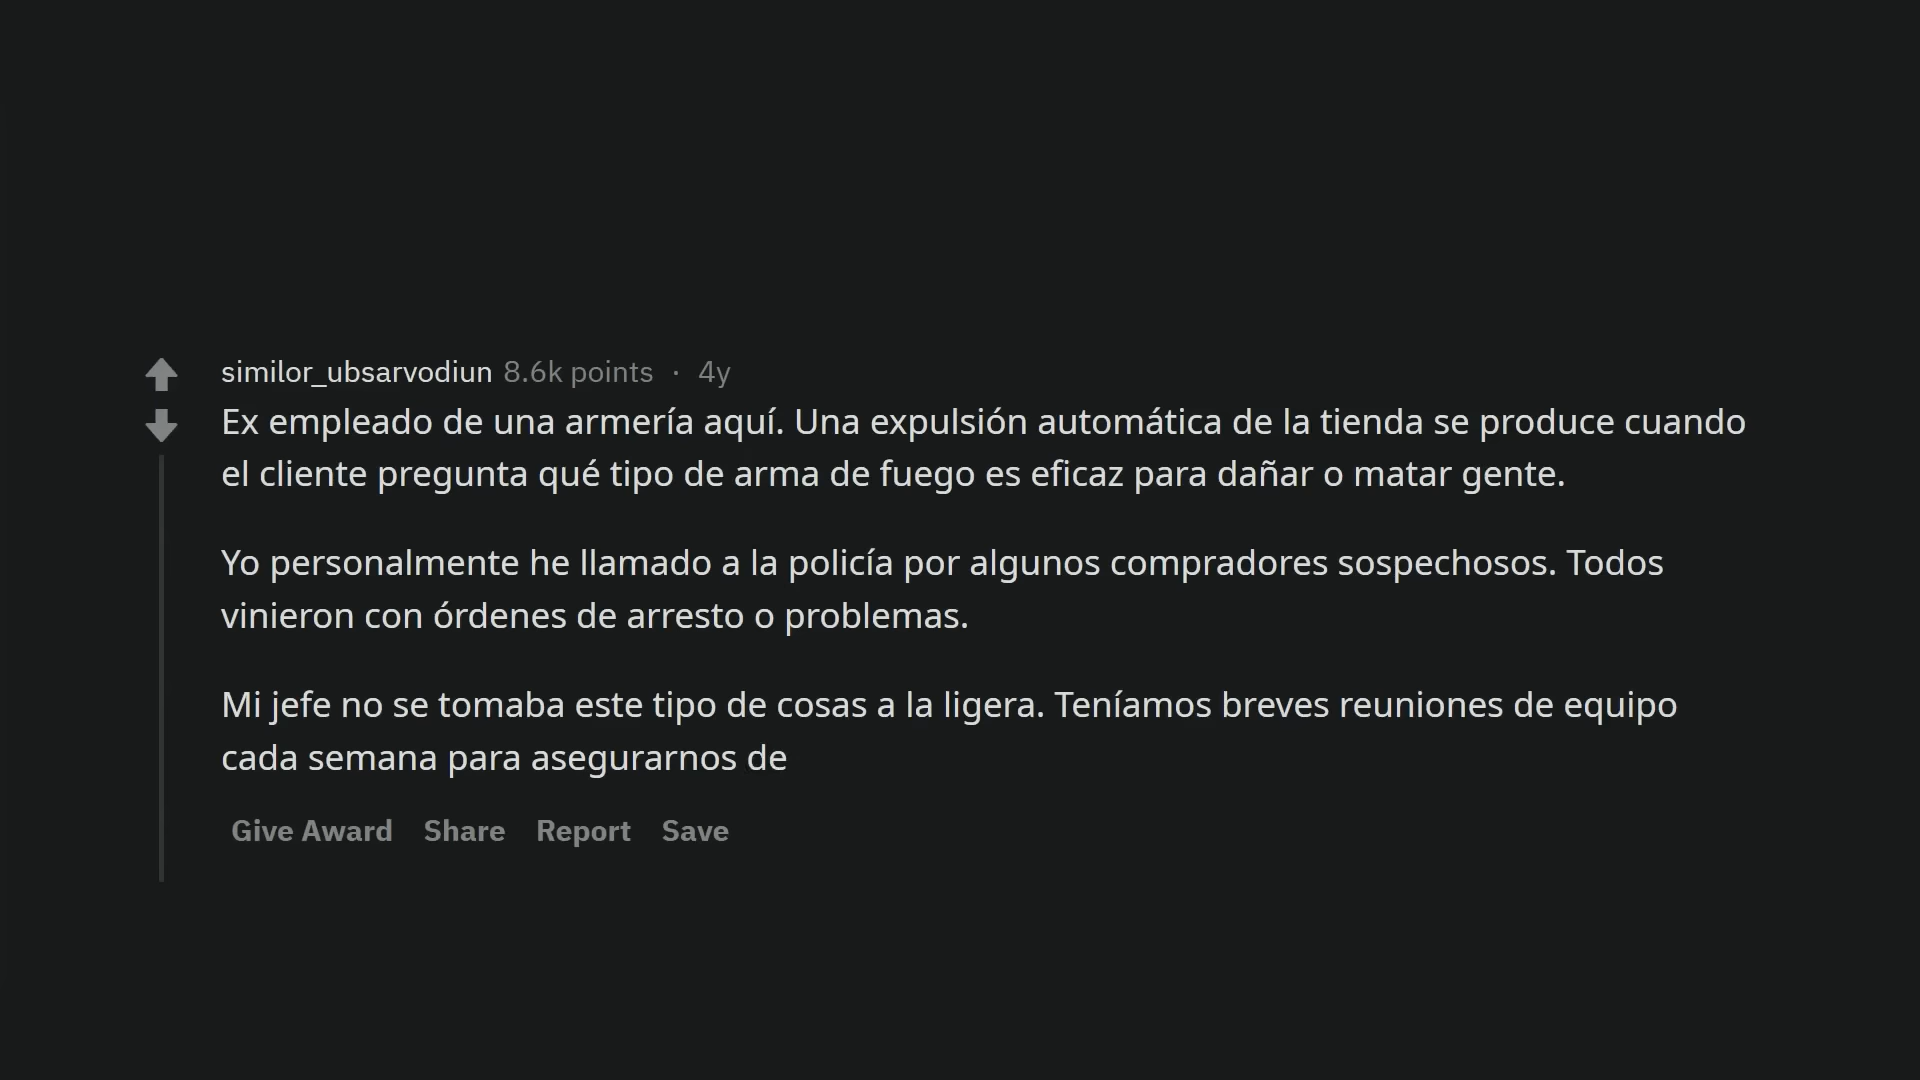 similor_ubsarvodiun 8.6k points · 4y
Ex empleado de una armería aquí. Una expulsión automática de la tienda se produce cuando
el cliente pregunta qué tipo de arma de fuego es eficaz para dañar o matar gente.
Yo personalmente he llamado a la policía por algunos compradores sospechosos. Todos
vinieron con órdenes de arresto o problemas.
Mi jefe no se tomaba este tipo de cosas a la ligera. Teníamos breves reuniones de equipo
cada semana para asegurarnos de
Give Award Share Report Save